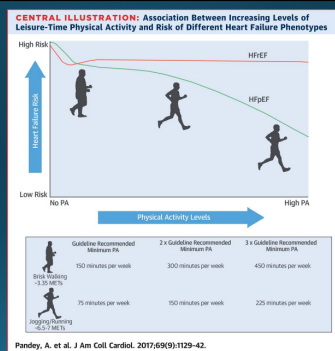 CENTRAL ILLUSTRATION: Association Between Increasing Levels of
Leisure-Time Physical Activity and Risk of Different Heart Failure Phenotypes
High Risk
HFrEF
HFpEF
Heart Failure Risk
Low Risk
No PA
High PA
Physical Activity Levels
Guideline Recommended
Minimum PA
2 x Guideline Recommended
Minimum PA
3 x Guideline Recommended
Minimum PA
150 minutes per week
300 minutes per week
450 minutes per week
Brisk Walking
~3.35 METs
75 minutes per week
150 minutes per week
225 minutes per week
Jogging/Running
~6.5-7 METs
Pandey, A. et al. J Am Coll Cardiol. 2017;69(9):1129-42.